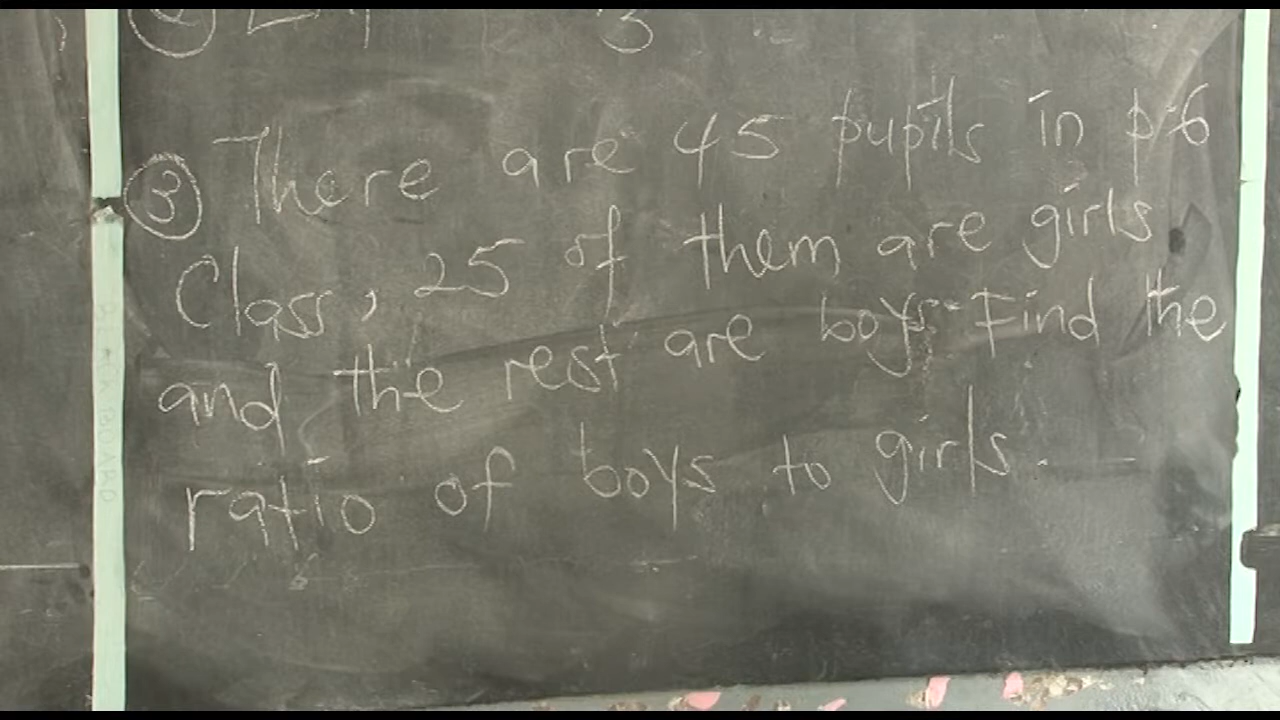 ③ There are 45 pupils in p.6
Class, 25 of them are girls
and the rest are boys. Find the
ratio of boys to girls.
BLACKBOARD